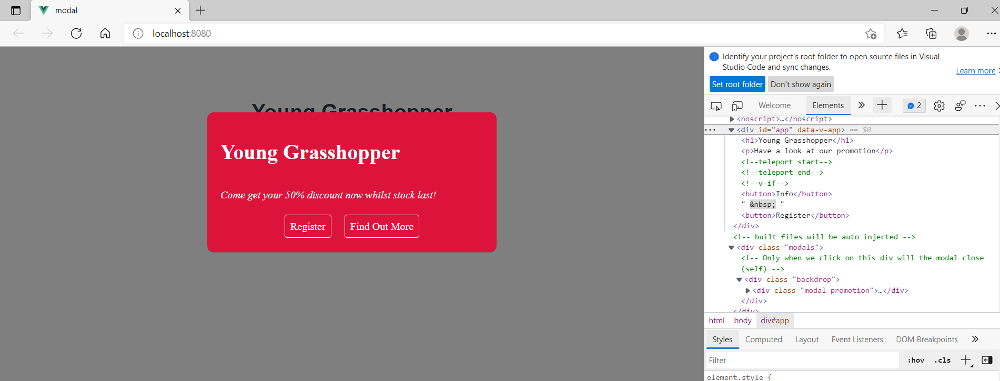 modal
localhost:8080
Young Grasshopper
Young Grasshopper
Come get your 50% discount now whilst stock last!
Register
Find Out More
Identify your project's root folder to open source files in Visual
Studio Code and sync changes.
Learn more
Set root folder
Don't show again
Welcome
Elements
2
<noscript>…</noscript>
<div id="app" data-v-app> == $0
<h1>Young Grasshopper</h1>
<p>Have a look at our promotion</p>
<!--teleport start-->
<!--teleport end-->
<!--v-if-->
<button>Info</button>
" &nbsp; "
<button>Register</button>
</div>
<!-- built files will be auto injected -->
<div class="modals">
<!-- Only when we click on this div will the modal close
(self) -->
<div class="backdrop">
<div class="modal promotion">…</div>
</div>
</div>
html
body
div#app
Styles
Computed
Layout
Event Listeners
DOM Breakpoints
Filter
:hov
.cls
element.style {